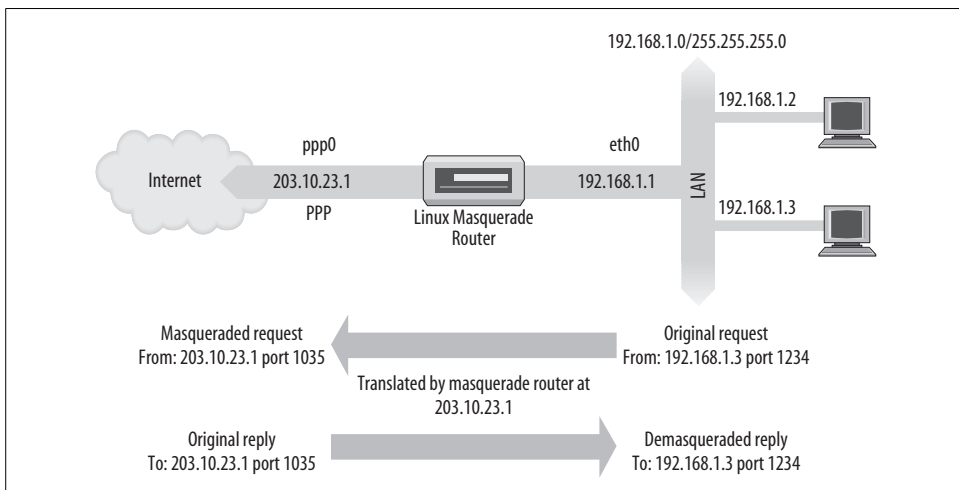 192.168.1.0/255.255.255.0
192.168.1.2
ppp0
eth0
Internet
203.10.23.1
192.168.1.1
LAN
PPP
Linux Masquerade
Router
192.168.1.3
Masqueraded request
From: 203.10.23.1 port 1035
Original request
From: 192.168.1.3 port 1234
Translated by masquerade router at
203.10.23.1
Original reply
To: 203.10.23.1 port 1035
Demasqueraded reply
To: 192.168.1.3 port 1234